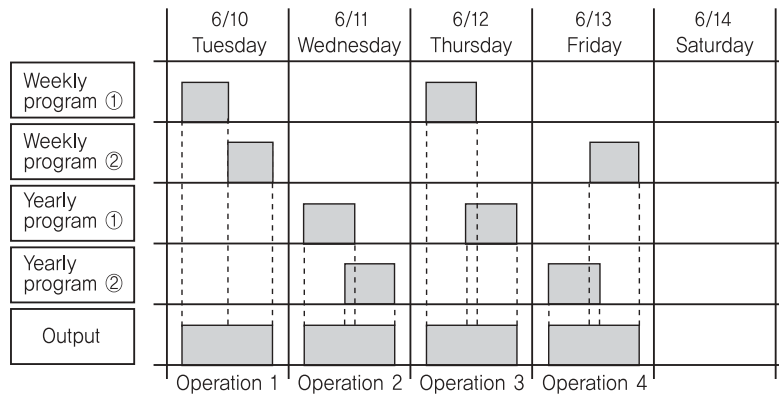 6/10 6/11 6/12 6/13 6/14
Tuesday Wednesday Thursday Friday Saturday
Weekly
program ①
Weekly
program ②
Yearly
program ①
Yearly
program ②
Output
Operation 1 Operation 2 Operation 3 Operation 4